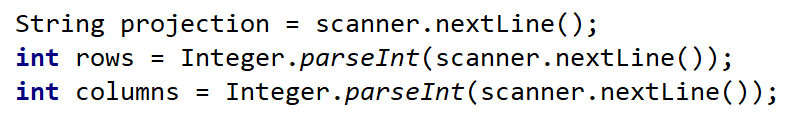 String projection = scanner.nextLine();
int rows = Integer.parseInt(scanner.nextLine());
int columns = Integer.parseInt(scanner.nextLine());